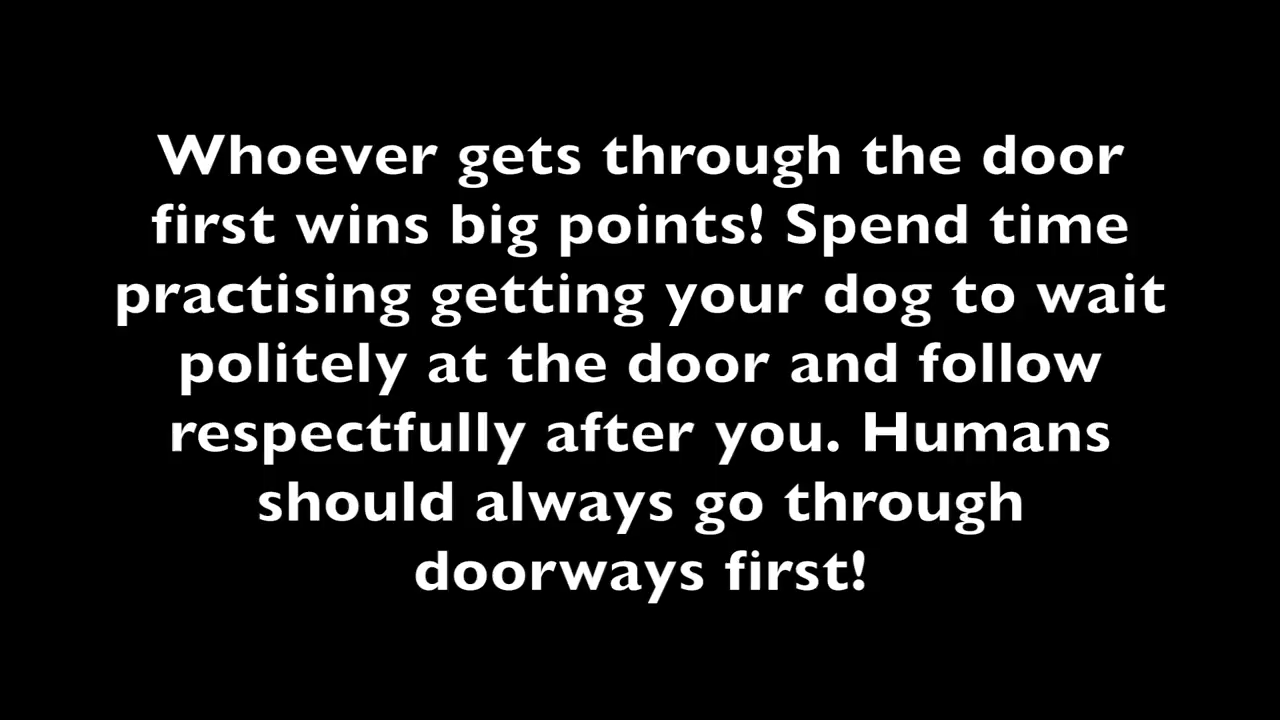 Whoever gets through the door
first wins big points! Spend time
practising getting your dog to wait
politely at the door and follow
respectfully after you. Humans
should always go through
doorways first!